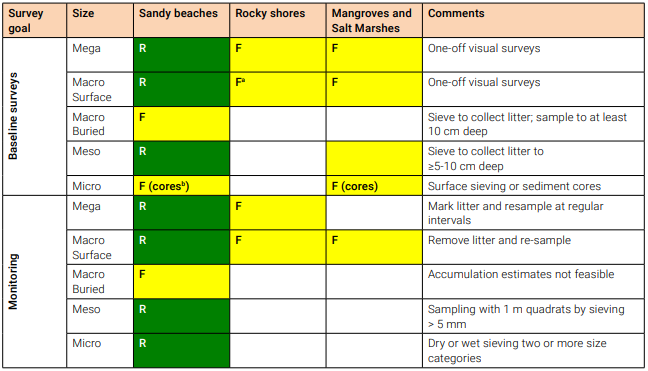 Survey goal Size Sandy beaches Rocky shores Mangroves and Salt Marshes Comments
Baseline surveys
Mega R F F One-off visual surveys
Macro Surface R Fᵃ F One-off visual surveys
Macro Buried F Sieve to collect litter; sample to at least
10 cm deep
Meso R Sieve to collect litter to
≥5-10 cm deep
Micro F (coresᵇ) F (cores) Surface sieving or sediment cores
Monitoring
Mega R F Mark litter and resample at regular
intervals
Macro Surface R F F Remove litter and re-sample
Macro Buried F Accumulation estimates not feasible
Meso R Sampling with 1 m quadrats by sieving
> 5 mm
Micro R Dry or wet sieving two or more size
categories